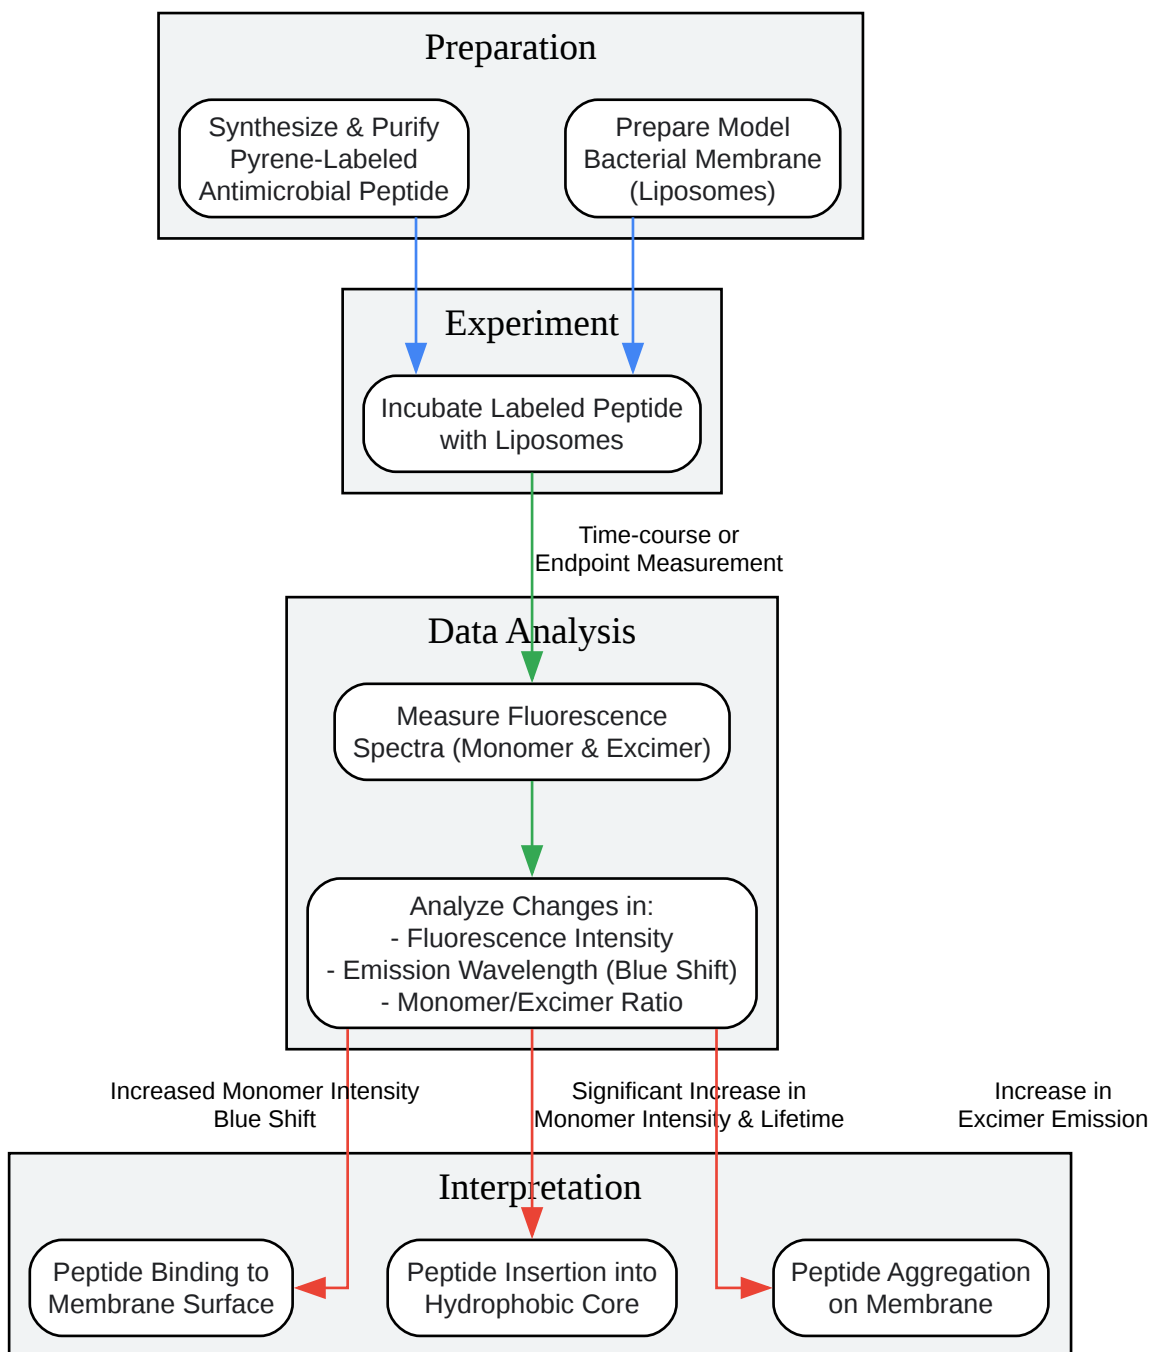 Preparation
Synthesize & Purify
Pyrene-Labeled
Antimicrobial Peptide
Prepare Model
Bacterial Membrane
(Liposomes)
Experiment
Incubate Labeled Peptide
with Liposomes
Time-course or
Endpoint Measurement
Data Analysis
Measure Fluorescence
Spectra (Monomer & Excimer)
Analyze Changes in:
- Fluorescence Intensity
- Emission Wavelength (Blue Shift)
- Monomer/Excimer Ratio
Increased Monomer Intensity
Blue Shift
Significant Increase in
Monomer Intensity & Lifetime
Increase in
Excimer Emission
Interpretation
Peptide Binding to
Membrane Surface
Peptide Insertion into
Hydrophobic Core
Peptide Aggregation
on Membrane